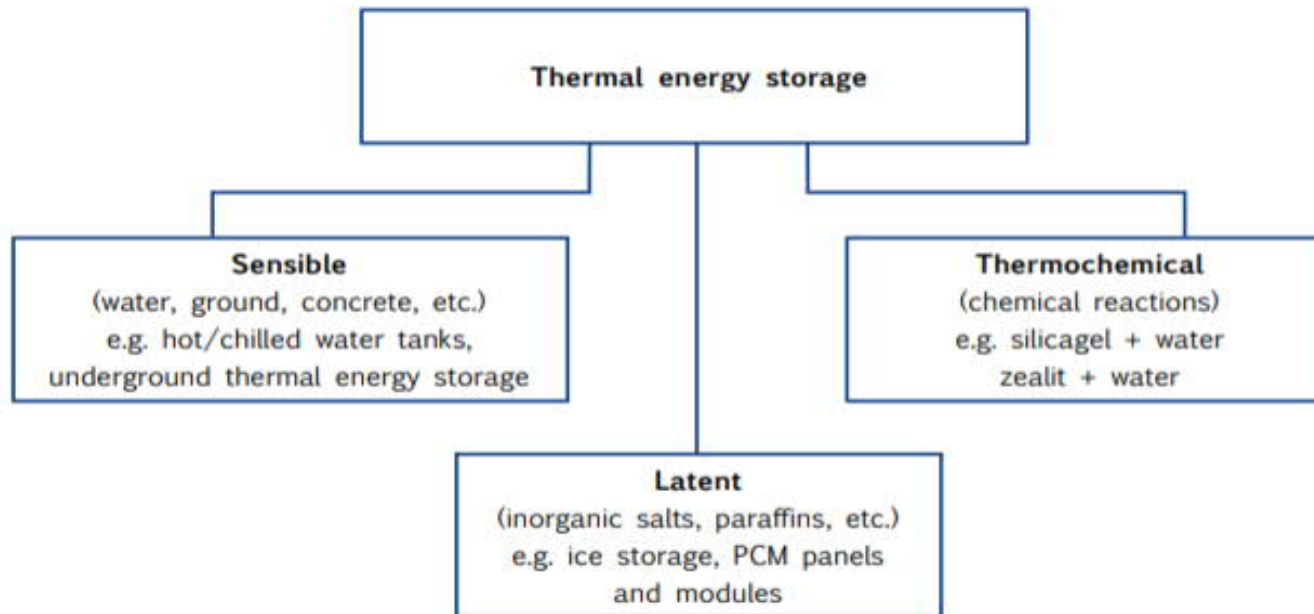 Thermal energy storage
Sensible
(water, ground, concrete, etc.)
e.g. hot/chilled water tanks,
underground thermal energy storage
Thermochemical
(chemical reactions)
e.g. silicagel + water
zealit + water
Latent
(inorganic salts, paraffins, etc.)
e.g. ice storage, PCM panels
and modules